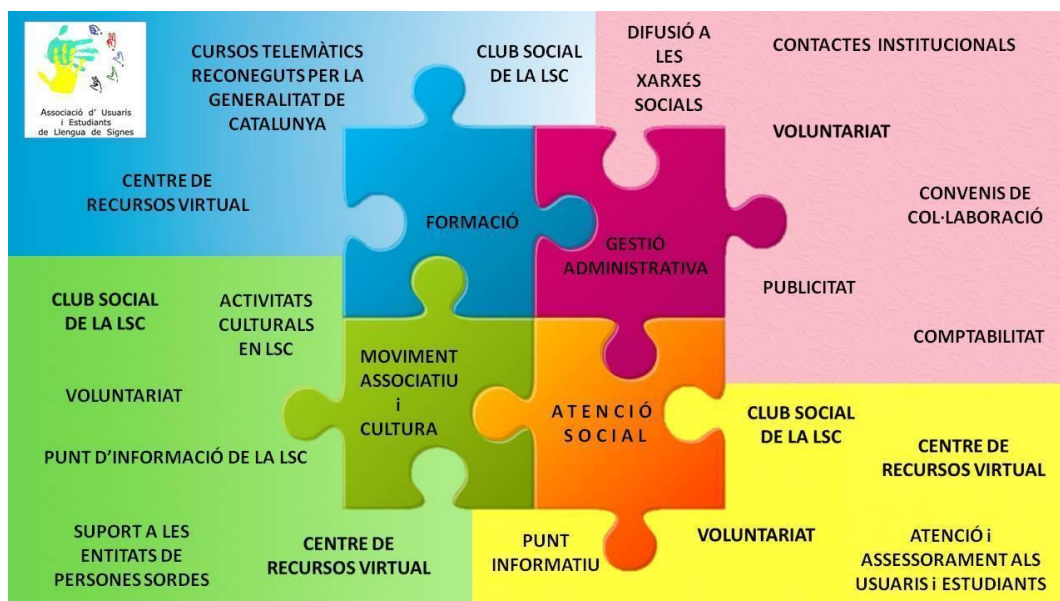 Associació d' Usuaris
i Estudiants
de Llengua de Signes
CURSOS TELEMÀTICS
RECONEGUTS PER LA
GENERALITAT DE
CATALUNYA
CLUB SOCIAL
DE LA LSC
CENTRE DE
RECURSOS VIRTUAL
FORMACIÓ
DIFUSIÓ A
LES
XARXES
SOCIALS
CONTACTES INSTITUCIONALS
VOLUNTARIAT
CONVENIS DE
COL·LABORACIÓ
GESTIÓ
ADMINISTRATIVA
PUBLICITAT
COMPTABILITAT
CLUB SOCIAL
DE LA LSC
ACTIVITATS
CULTURALS
EN LSC
MOVIMENT
ASSOCIATIU
i
CULTURA
VOLUNTARIAT
PUNT D'INFORMACIÓ DE LA LSC
SUPORT A LES
ENTITATS DE
PERSONES SORDES
CENTRE DE
RECURSOS VIRTUAL
ATENCIÓ
SOCIAL
CLUB SOCIAL
DE LA LSC
CENTRE DE
RECURSOS VIRTUAL
PUNT
INFORMATIU
VOLUNTARIAT
ATENCIÓ i
ASSESSORAMENT ALS
USUARIS i ESTUDIANTS